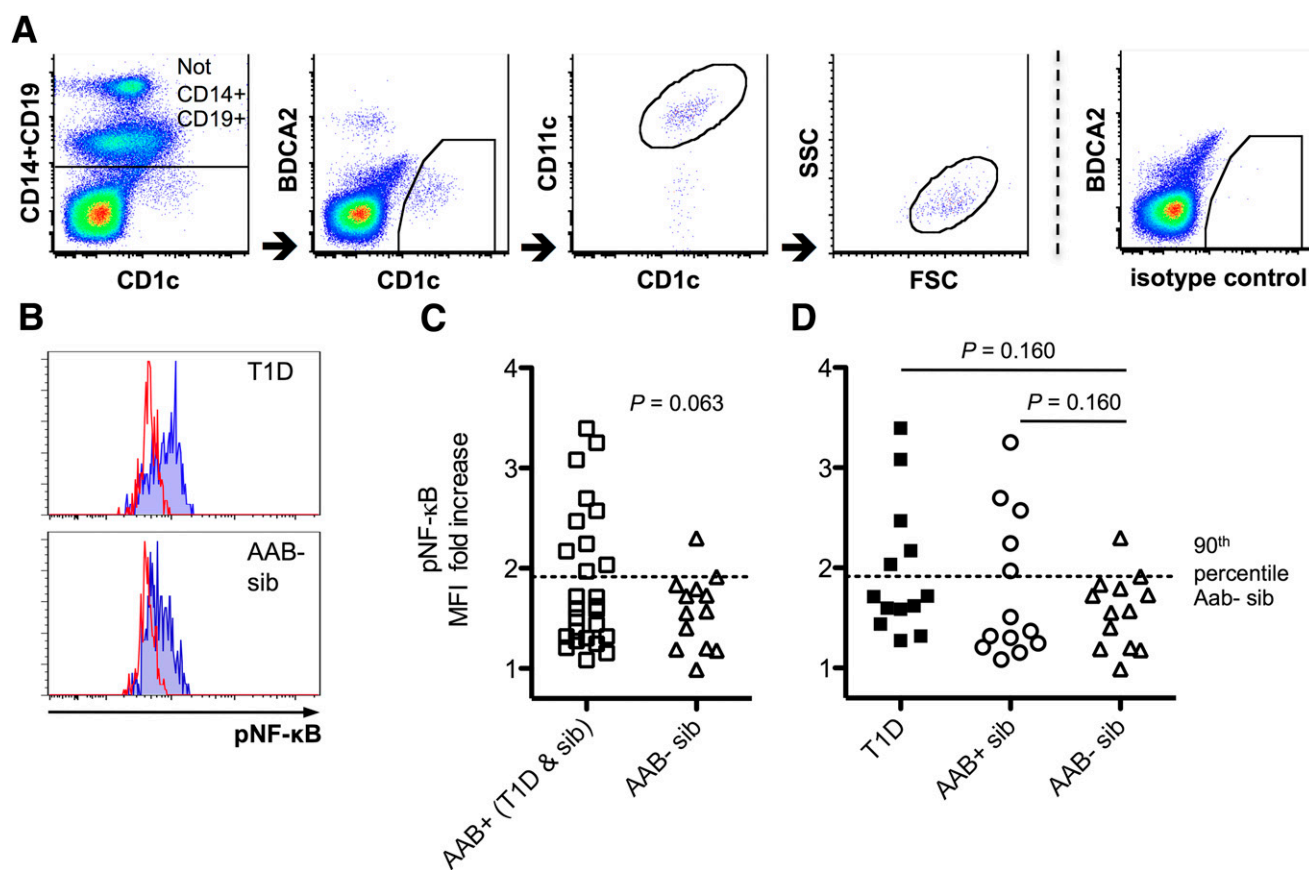 A
CD14+CD19
Not
CD14+
CD19+
CD1c
BDCA2
CD1c
CD11c
CD1c
SSC
FSC
BDCA2
isotype control
B
T1D
AAB-
sib
pNF-κB
C
pNF-κB
MFI fold increase
4
3
2
1
P = 0.063
AAB+ (T1D & sib)
AAB- sib
D
4
3
2
1
P = 0.160
P = 0.160
T1D
AAB+ sib
AAB- sib
90th
percentile
Aab- sib